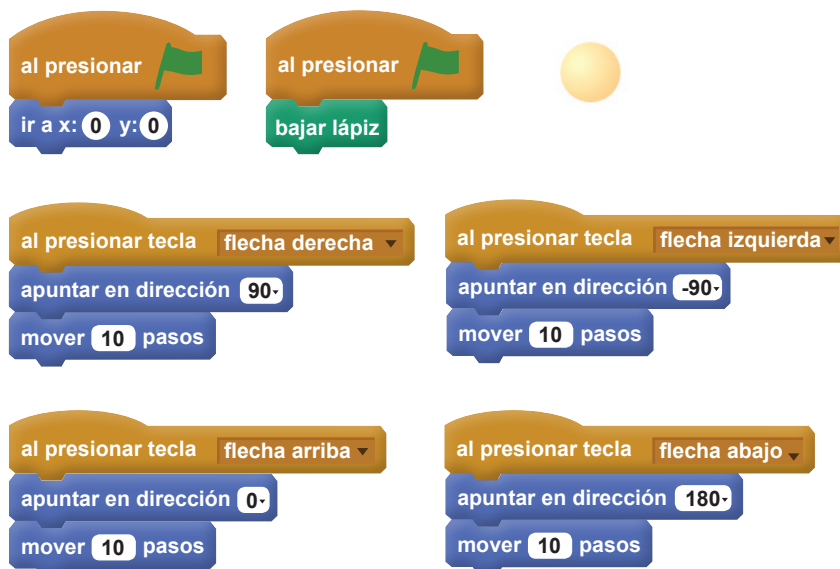 al presionar
ir a x: 0 y: 0
al presionar
bajar lápiz
al presionar tecla flecha derecha
apuntar en dirección 90
mover 10 pasos
al presionar tecla flecha izquierda
apuntar en dirección -90
mover 10 pasos
al presionar tecla flecha arriba
apuntar en dirección 0
mover 10 pasos
al presionar tecla flecha abajo
apuntar en dirección 180
mover 10 pasos